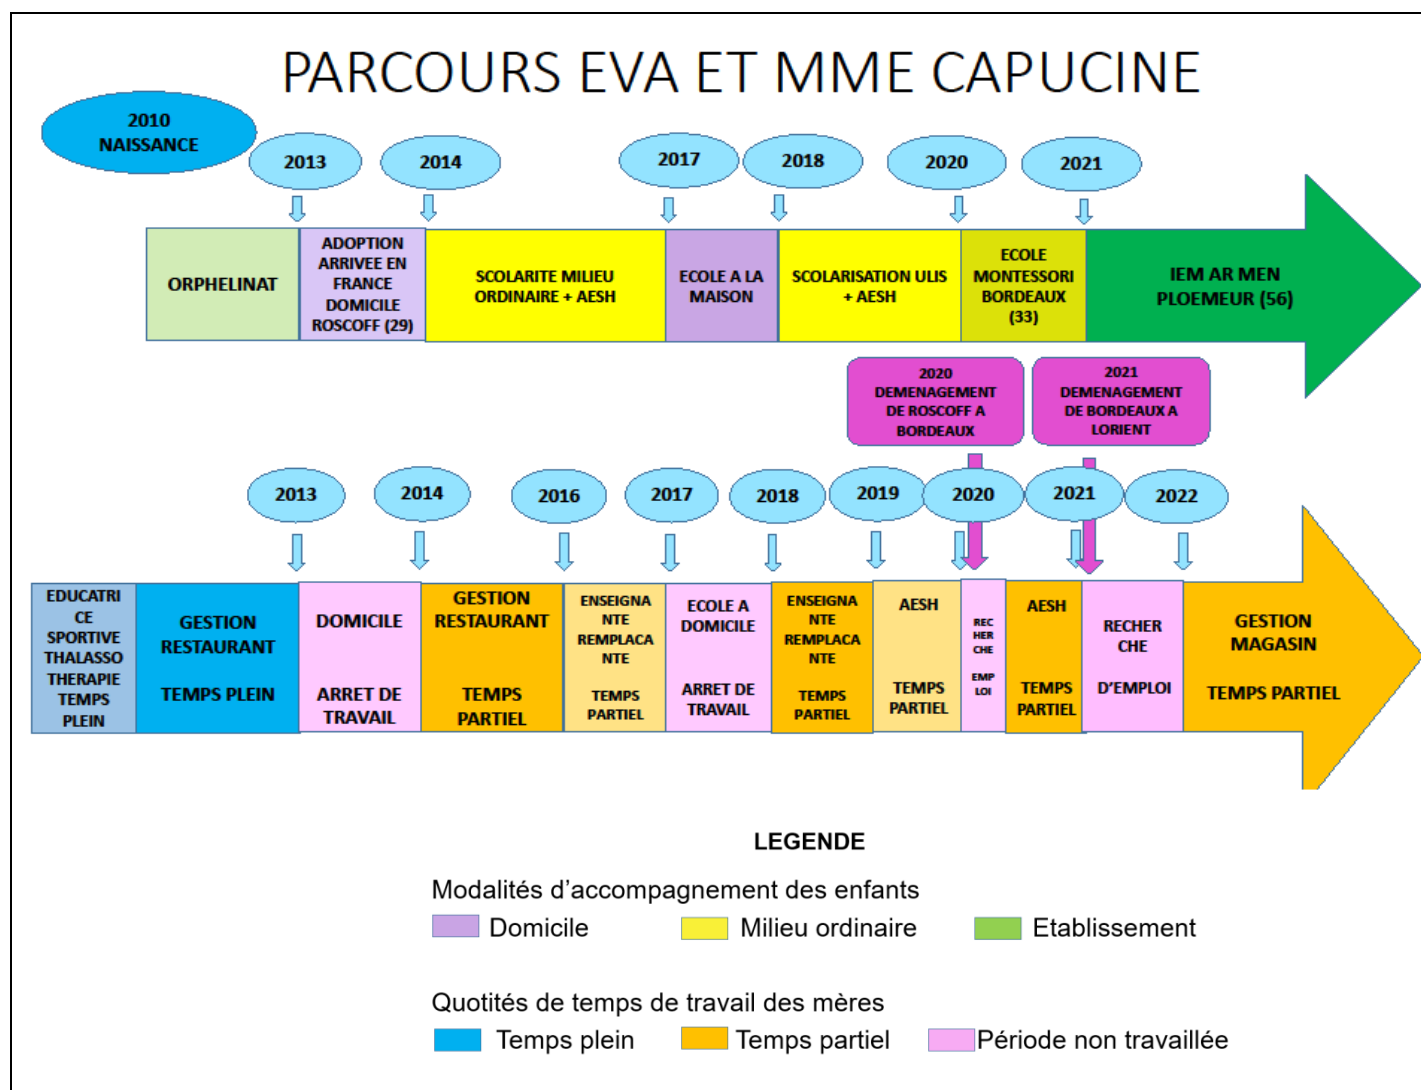 PARCOURS EVA ET MME CAPUCINE
2010
NAISSANCE
2013
2014
2017
2018
2020
2021
ORPHELINAT
ADOPTION
ARRIVEE EN
FRANCE
DOMICILE
ROSCOFF (29)
SCOLARITE MILIEU
ORDINAIRE + AESH
ECOLE A LA
MAISON
SCOLARISATION ULIS
+ AESH
ECOLE
MONTESSORI
BORDEAUX
(33)
IEM AR MEN
PLOEMEUR (56)
2020
DEMENAGEMENT
DE ROSCOFF A
BORDEAUX
2021
DEMENAGEMENT
DE BORDEAUX A
LORIENT
2013
2014
2016
2017
2018
2019
2020
2021
2022
EDUCATRI
CE
SPORTIVE
THALASSO
THERAPIE
TEMPS
PLEIN
GESTION
RESTAURANT
TEMPS PLEIN
DOMICILE
ARRET DE
TRAVAIL
GESTION
RESTAURANT
TEMPS
PARTIEL
ENSEIGNA
NTE
REMPLACA
NTE
TEMPS
PARTIEL
ECOLE A
DOMICILE
ARRET DE
TRAVAIL
ENSEIGNA
NTE
REMPLACA
NTE
TEMPS
PARTIEL
AESH
TEMPS
PARTIEL
REC
HER
CHE
EMP
LOI
AESH
TEMPS
PARTIEL
RECHER
CHE
D'EMPLOI
GESTION
MAGASIN
TEMPS PARTIEL
LEGENDE
Modalités d'accompagnement des enfants
Domicile
Milieu ordinaire
Etablissement
Quotités de temps de travail des mères
Temps plein
Temps partiel
Période non travaillée